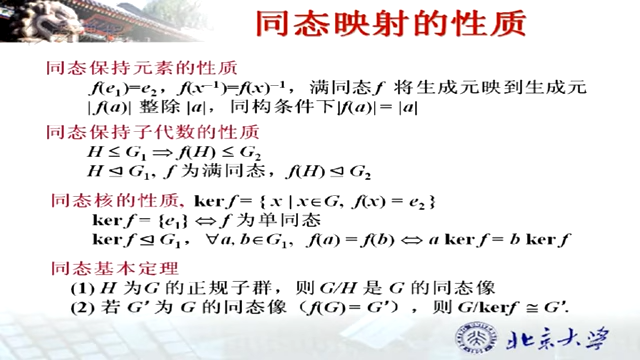 同态映射的性质
同态保持元素的性质
f(e₁)=e₂，f(x⁻¹)=f(x)⁻¹，满同态 f 将生成元映到生成元
| f(a)| 整除 |a|，同构条件下|f(a)| = |a|
同态保持子代数的性质
H ≤ G₁ ⇒ f(H) ≤ G₂
H ⊴ G₁, f 为满同态，f(H) ⊴ G₂
同态核的性质, ker f = { x | x∈G, f(x) = e₂ }
ker f = {e₁} ⇔ f 为单同态
ker f ⊴ G₁，∀a, b∈G₁, f(a) = f(b) ⇔ a ker f = b ker f
同态基本定理
(1) H 为G 的正规子群，则 G/H 是 G 的同态像
(2) 若 G′ 为 G 的同态像（f(G)= G′），则 G/kerf ≅ G′.
北京大学